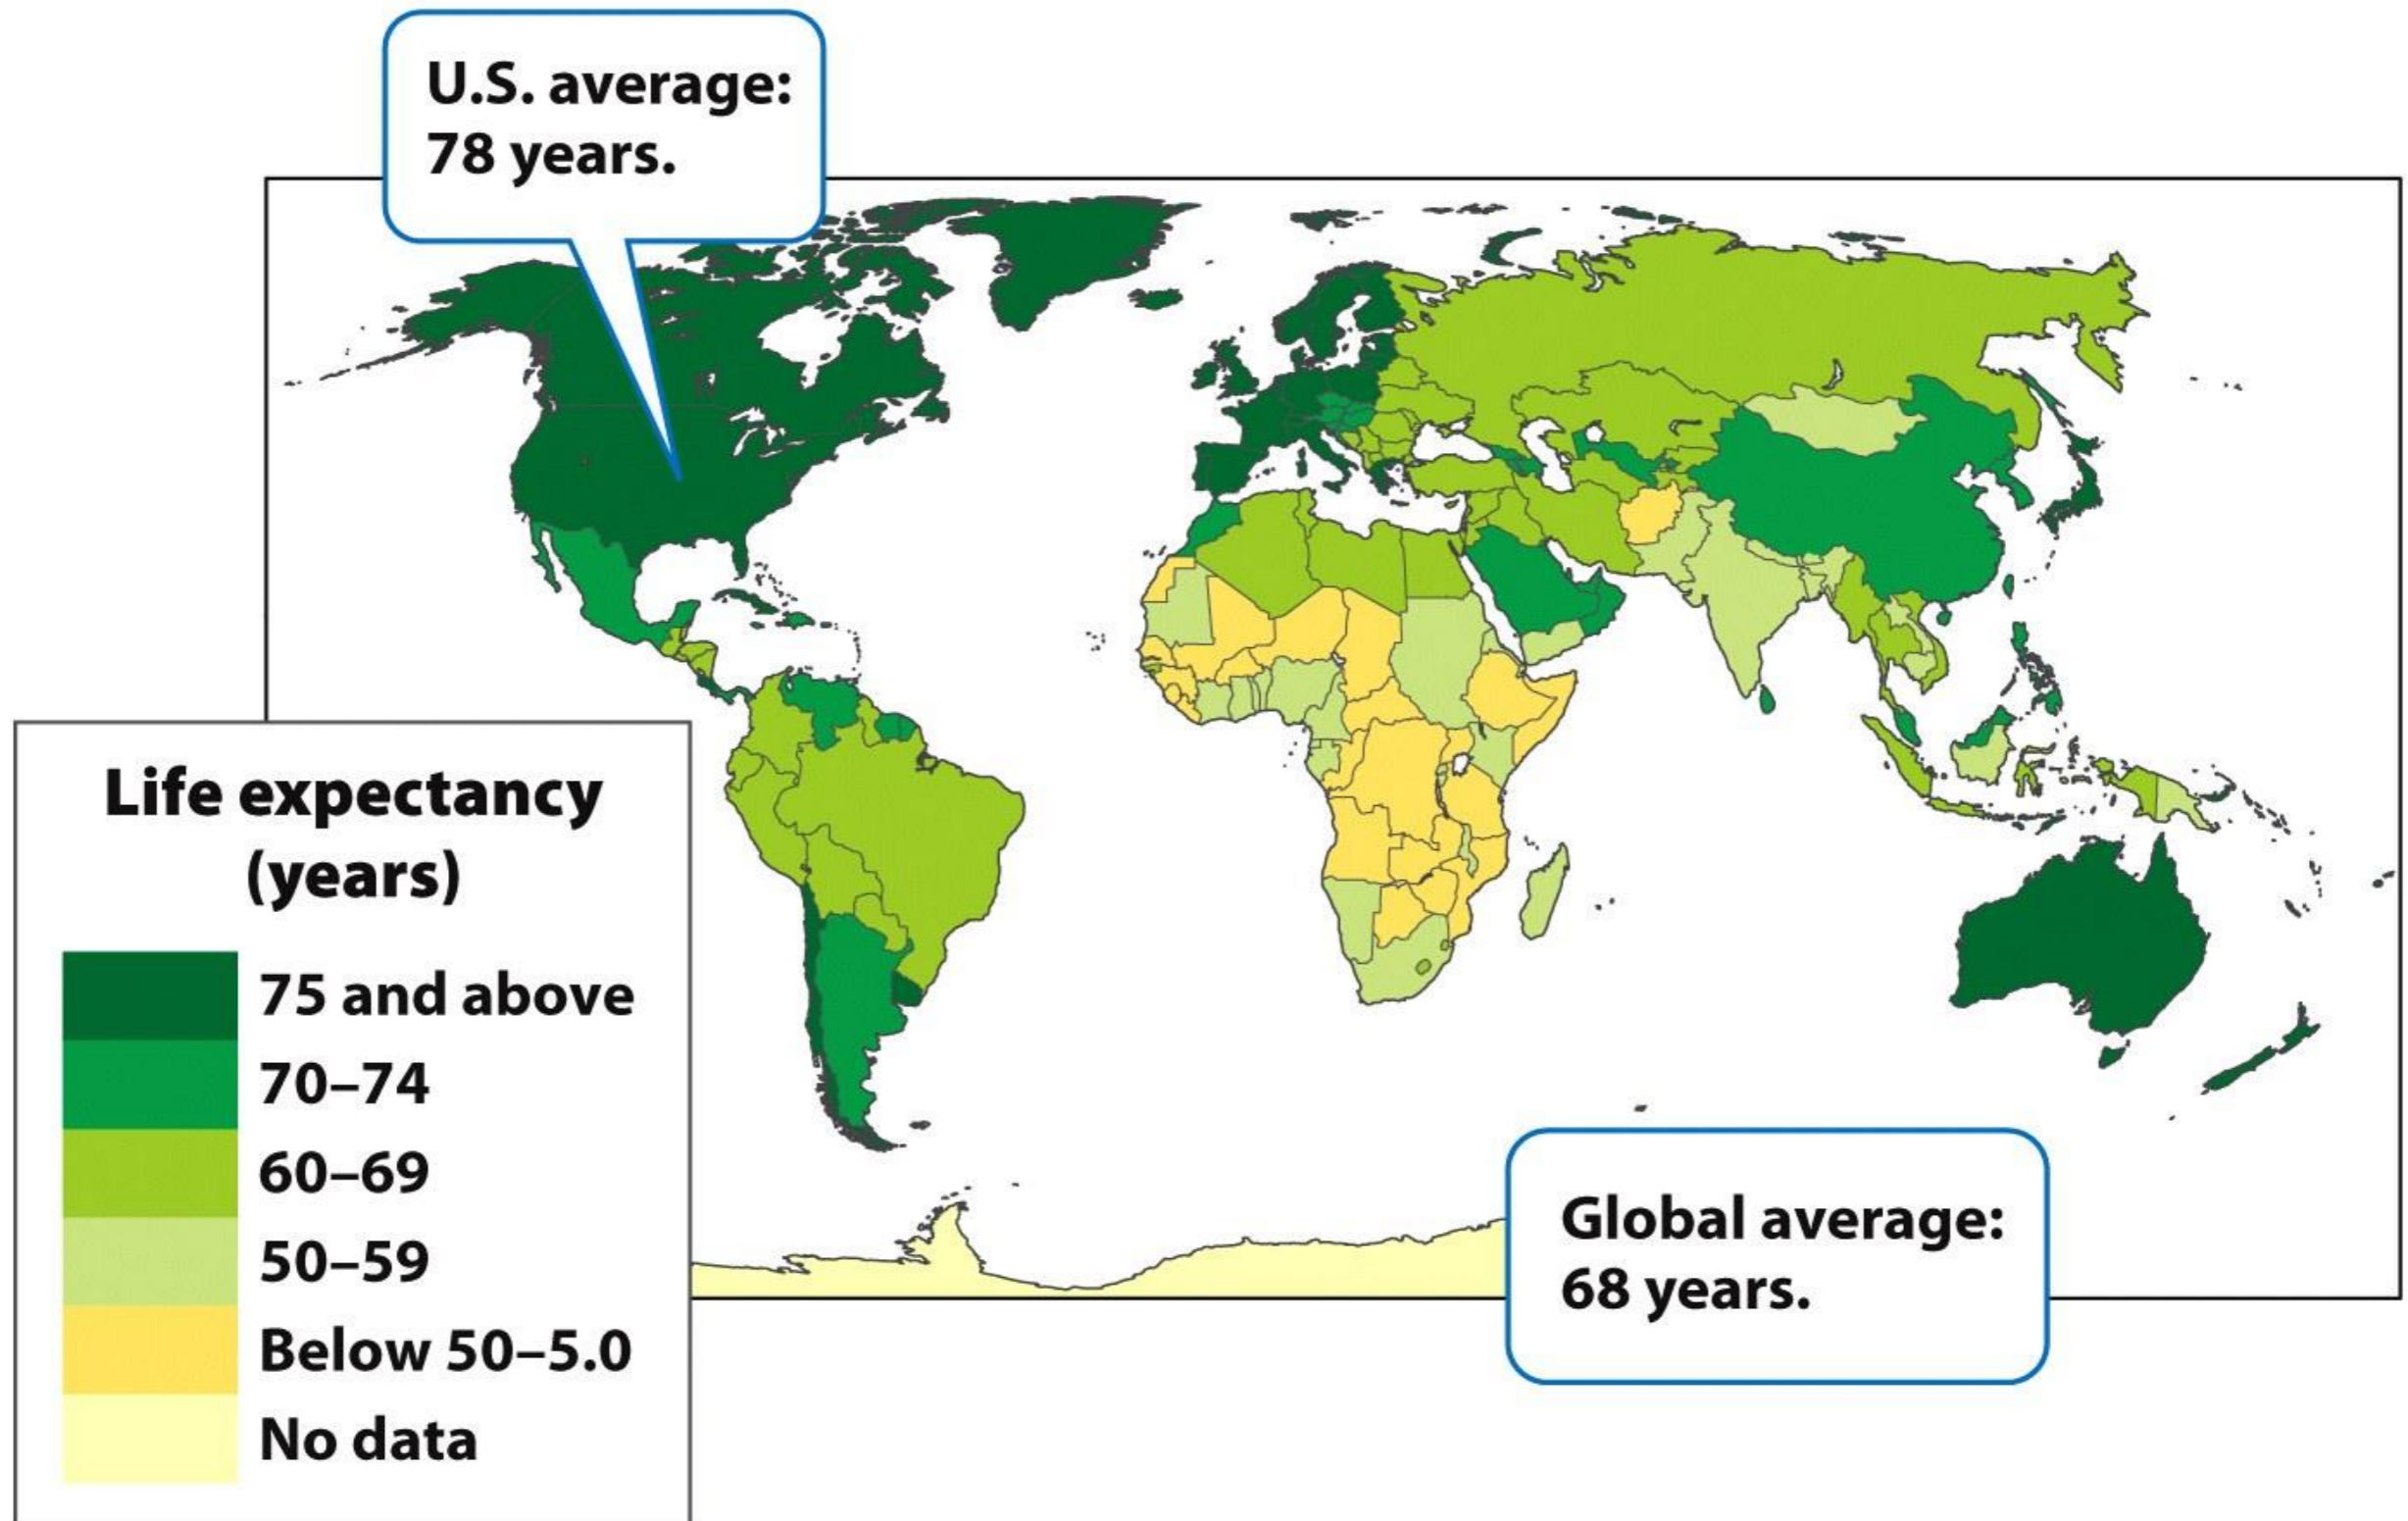 U.S. average:
78 years.
Life expectancy
(years)
75 and above
70–74
60–69
50–59
Below 50–5.0
No data
Global average:
68 years.